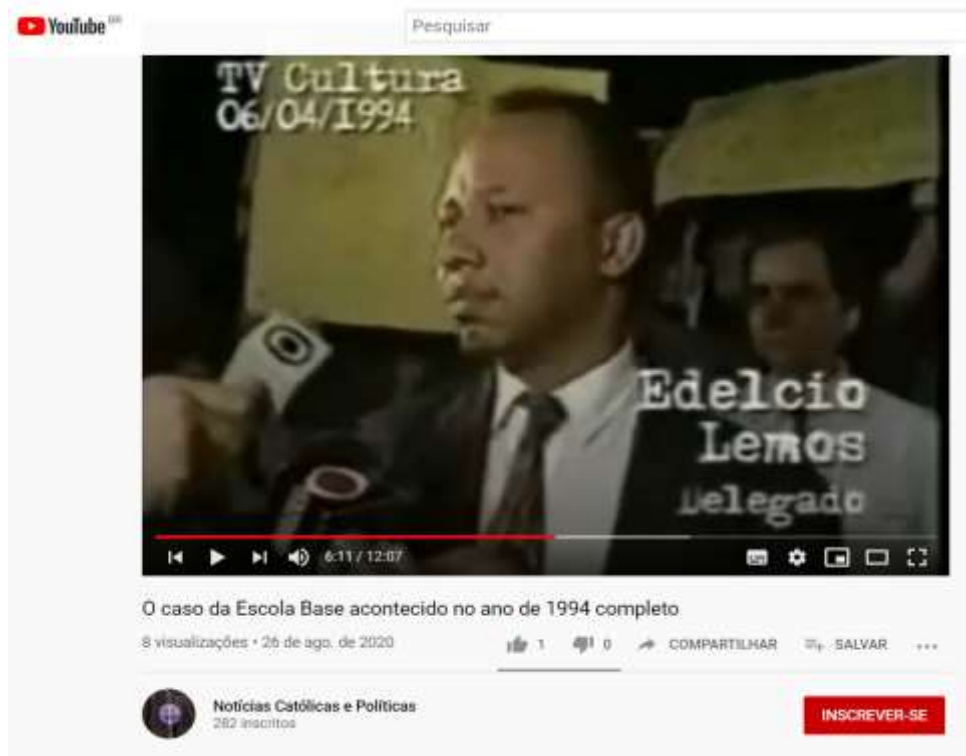 YouTube BR
Pesquisar
TV Cultura
06/04/1994
Edelcio
Lemos
Delegado
6:11 / 12:07
O caso da Escola Base acontecido no ano de 1994 completo
8 visualizações • 26 de ago. de 2020
1
0
COMPARTILHAR
SALVAR
Notícias Católicas e Políticas
282 inscritos
INSCREVER-SE